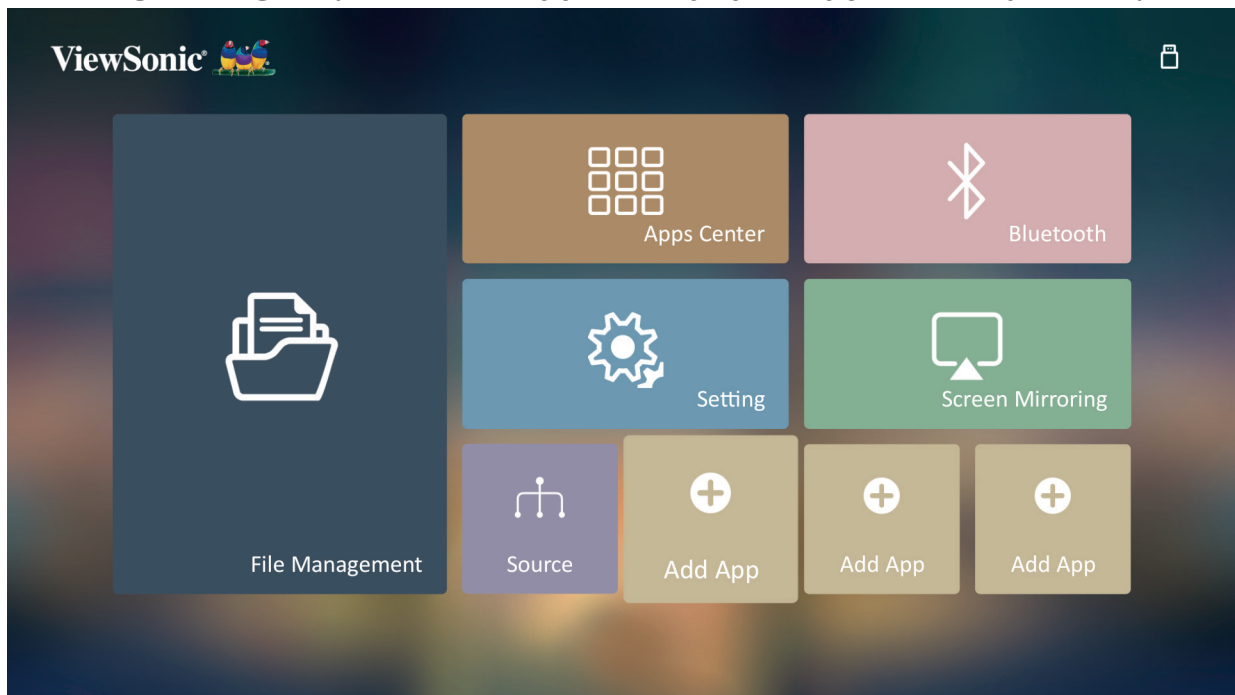 ViewSonic®
Apps Center
Bluetooth
Setting
Screen Mirroring
File Management
Source
Add App
Add App
Add App